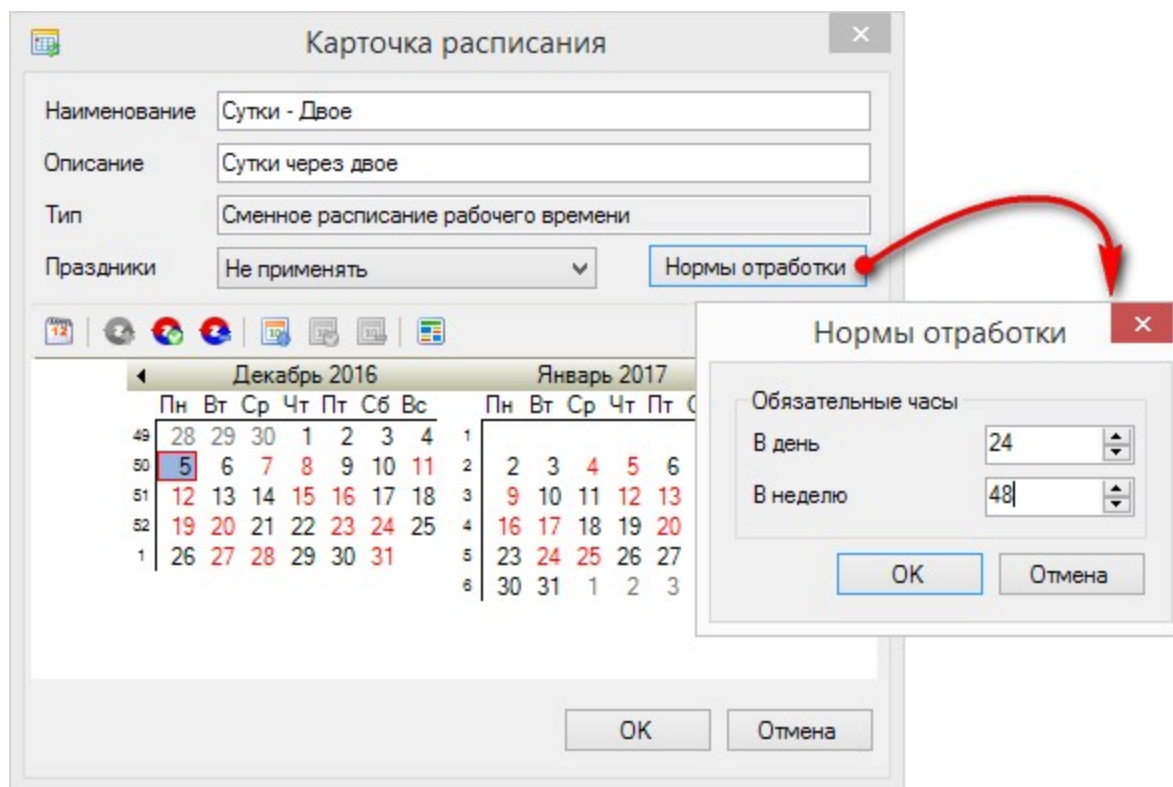 Карточка расписания
Наименование Сутки - Двое
Описание Сутки через двое
Тип Сменное расписание рабочего времени
Праздники Не применять Нормы отработки
12
Декабрь 2016
Пн Вт Ср Чт Пт Сб Вс
49 28 29 30 1 2 3 4
50 5 6 7 8 9 10 11
51 12 13 14 15 16 17 18
52 19 20 21 22 23 24 25
1 26 27 28 29 30 31
Январь 2017
Пн Вт Ср Чт Пт
1
2 2 3 4 5 6
3 9 10 11 12 13
4 16 17 18 19 20
5 23 24 25 26 27
6 30 31 1 2 3
OK Отмена
Нормы отработки
Обязательные часы
В день 24
В неделю 48
OK Отмена